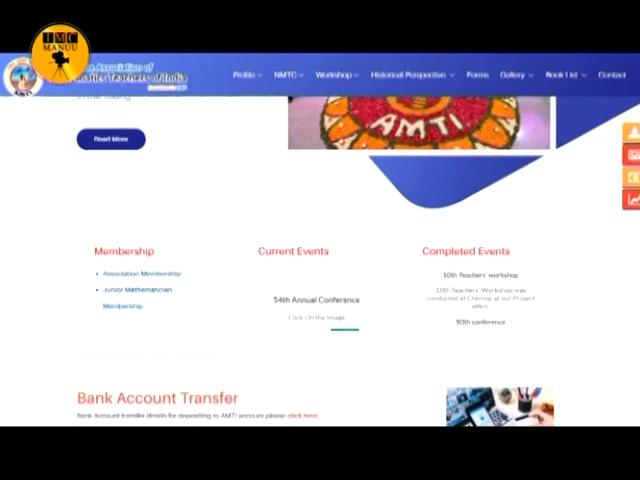 IMC
MANUU
The Association of
Mathematics Teachers of India
Profile
NMTC
Workshop
Historical Perspective
Forms
Gallery
Book List
Contact
Read More
AMTI
Membership
Association Membership
Junior Mathematician
Membership
Current Events
54th Annual Conference
Click On the Image
Completed Events
10th Teachers' workshop
10th Teachers' Workshop was
conducted at Chennai at our Project
office
50th conference
Bank Account Transfer
Bank Account transfer details for depositing to AMTI account please click here